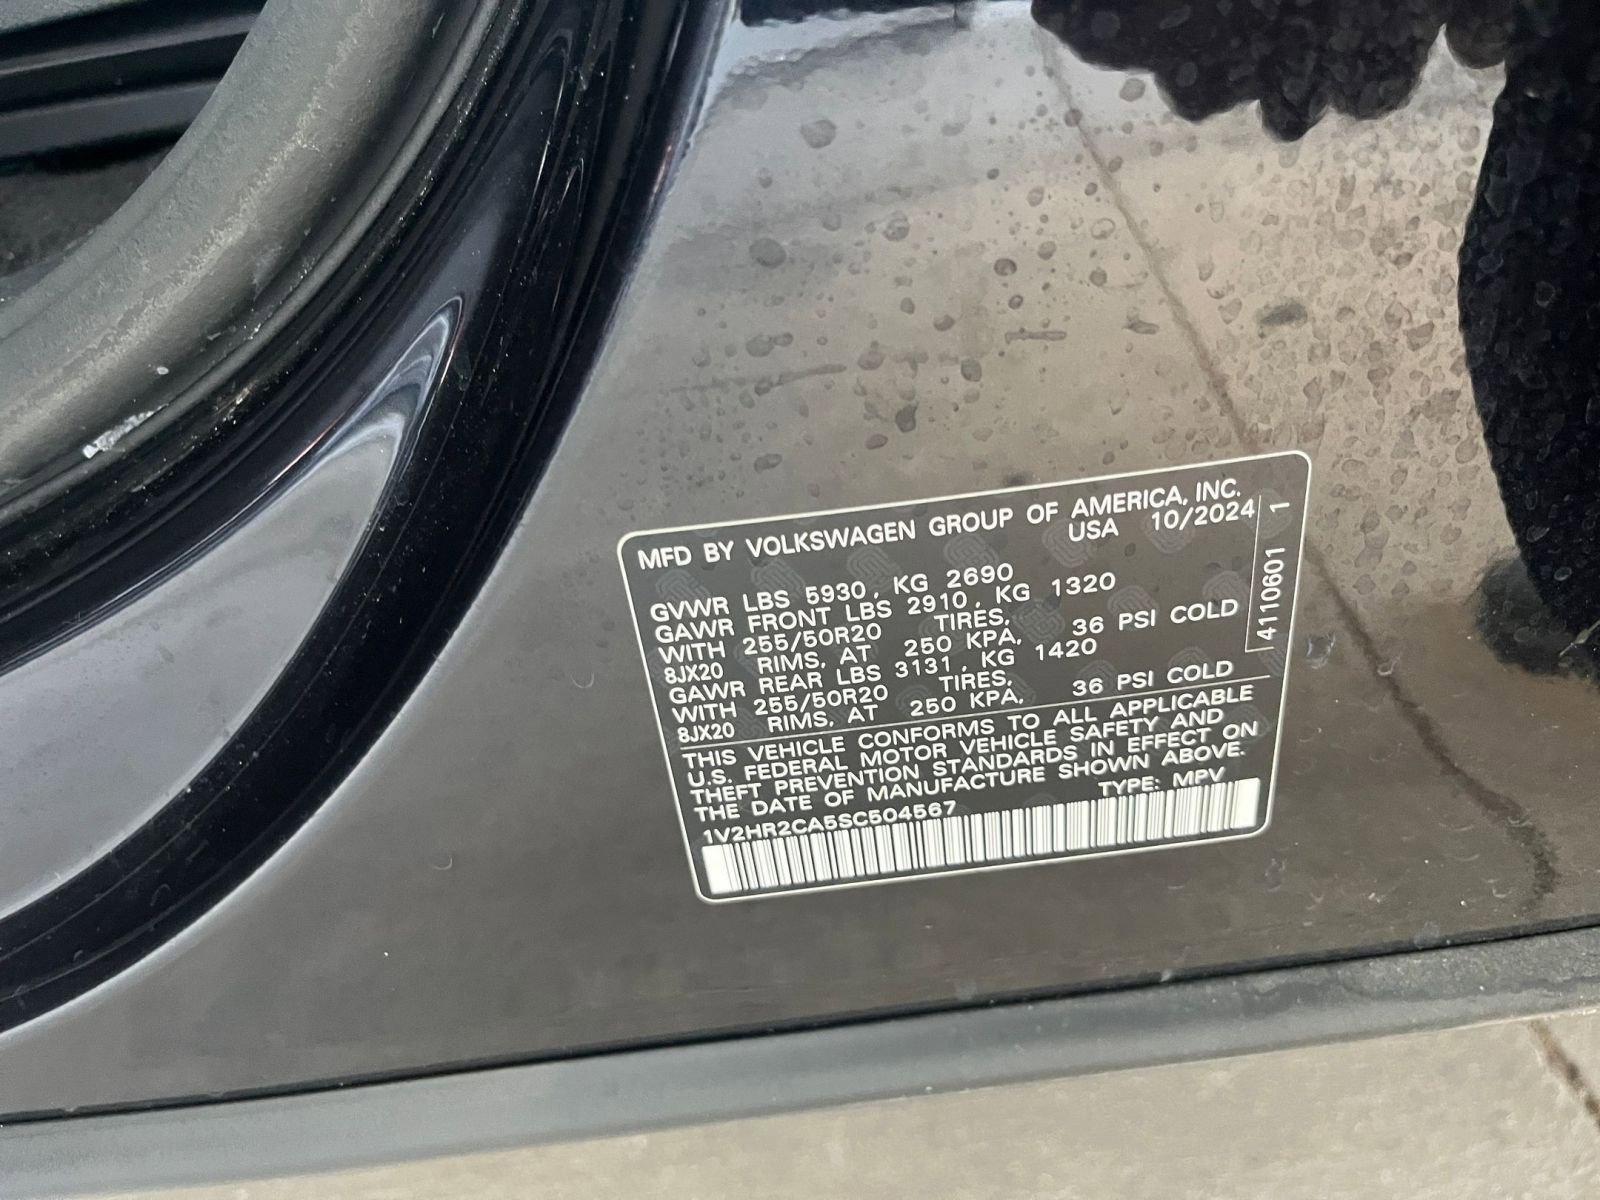 MFD BY VOLKSWAGEN GROUP OF AMERICA, INC.
USA 10/2024
GVWR LBS 5930, KG 2690
GAWR FRONT LBS 2910, KG 1320
WITH 255/50R20 TIRES,
8JX20 RIMS, AT 250 KPA, 36 PSI COLD
GAWR REAR LBS 3131, KG 1420
WITH 255/50R20 TIRES,
8JX20 RIMS, AT 250 KPA, 36 PSI COLD
THIS VEHICLE CONFORMS TO ALL APPLICABLE
U.S. FEDERAL MOTOR VEHICLE SAFETY AND
THEFT PREVENTION STANDARDS IN EFFECT ON
THE DATE OF MANUFACTURE SHOWN ABOVE.
1V2HR2CA5SC504567 TYPE: MPV
4110601 1